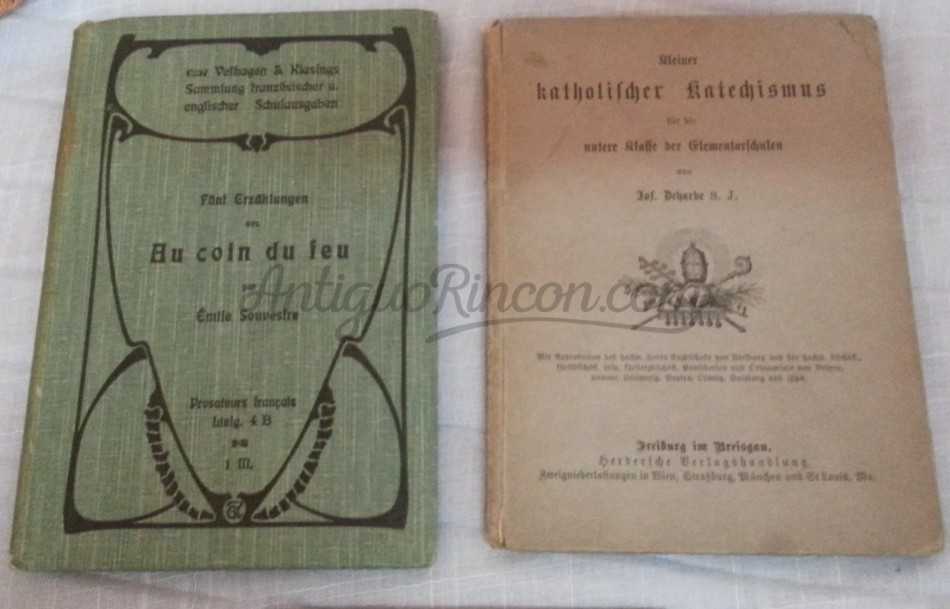 Velhagen & Klasings
Sammlung französischer u.
englischer Schulausgaben
Fünf Erzählungen
aus
Au coin du feu
par
Émile Souvestre
Prosateurs français
Lfslg. 4 B
1 M.
Kleiner
katholischer Katechismus
für die
untere Klasse der Elementarschulen
von
Jos. Deharbe S. J.
Freiburg im Breisgau.
Herdersche Verlagshandlung.
Zweigniederlassungen in Wien, Straßburg, München und St Louis, Mo.
AntiguoRincon.com